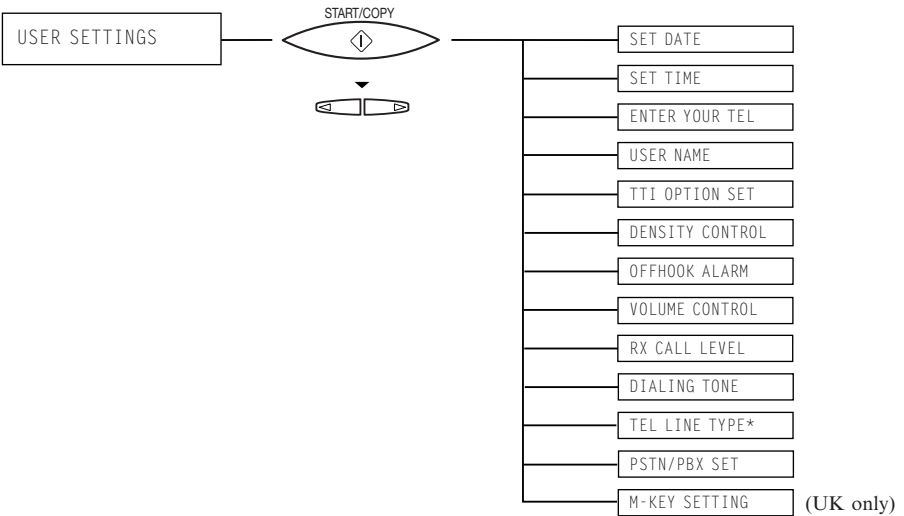 START/COPY
USER SETTINGS
SET DATE
SET TIME
ENTER YOUR TEL
USER NAME
TTI OPTION SET
DENSITY CONTROL
OFFHOOK ALARM
VOLUME CONTROL
RX CALL LEVEL
DIALING TONE
TEL LINE TYPE*
PSTN/PBX SET
M-KEY SETTING (UK only)